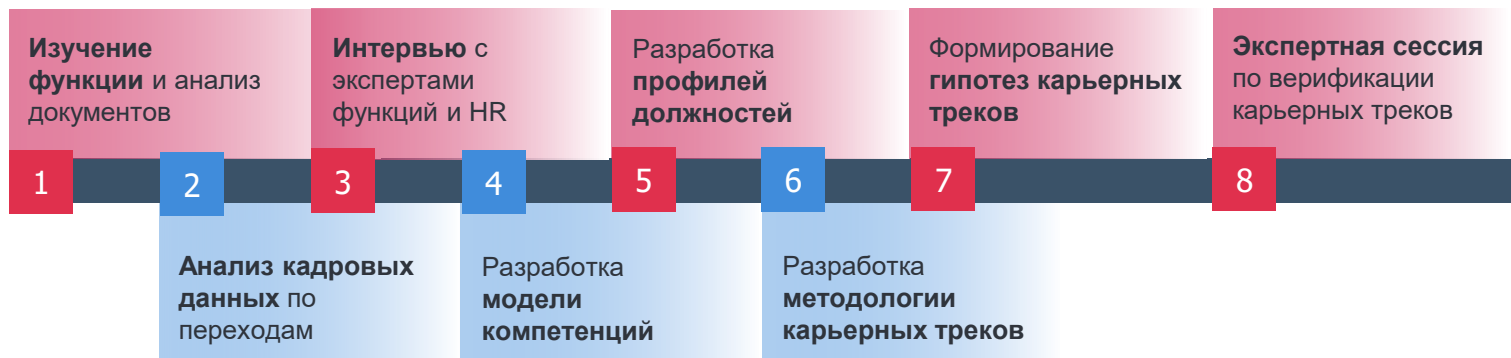 Изучение
функции и анализ
документов
1
Анализ кадровых
данных по
переходам
2
Интервью с
экспертами
функций и HR
3
Разработка
модели
компетенций
4
Разработка
профилей
должностей
5
Разработка
методологии
карьерных треков
6
Формирование
гипотез карьерных
треков
7
Экспертная сессия
по верификации
карьерных треков
8